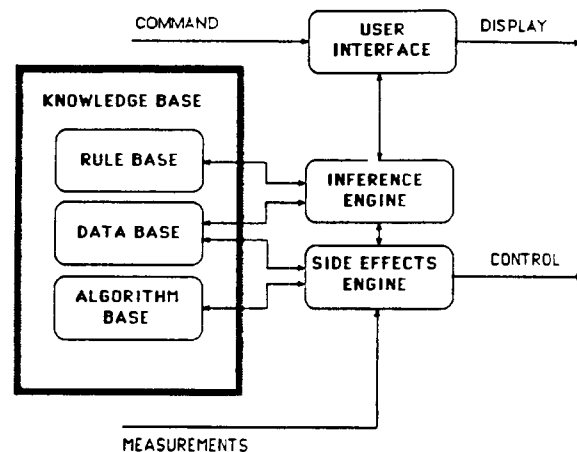 COMMAND
USER
INTERFACE
DISPLAY
KNOWLEDGE BASE
RULE BASE
INFERENCE
ENGINE
DATA BASE
SIDE EFFECTS
ENGINE
CONTROL
ALGORITHM
BASE
MEASUREMENTS